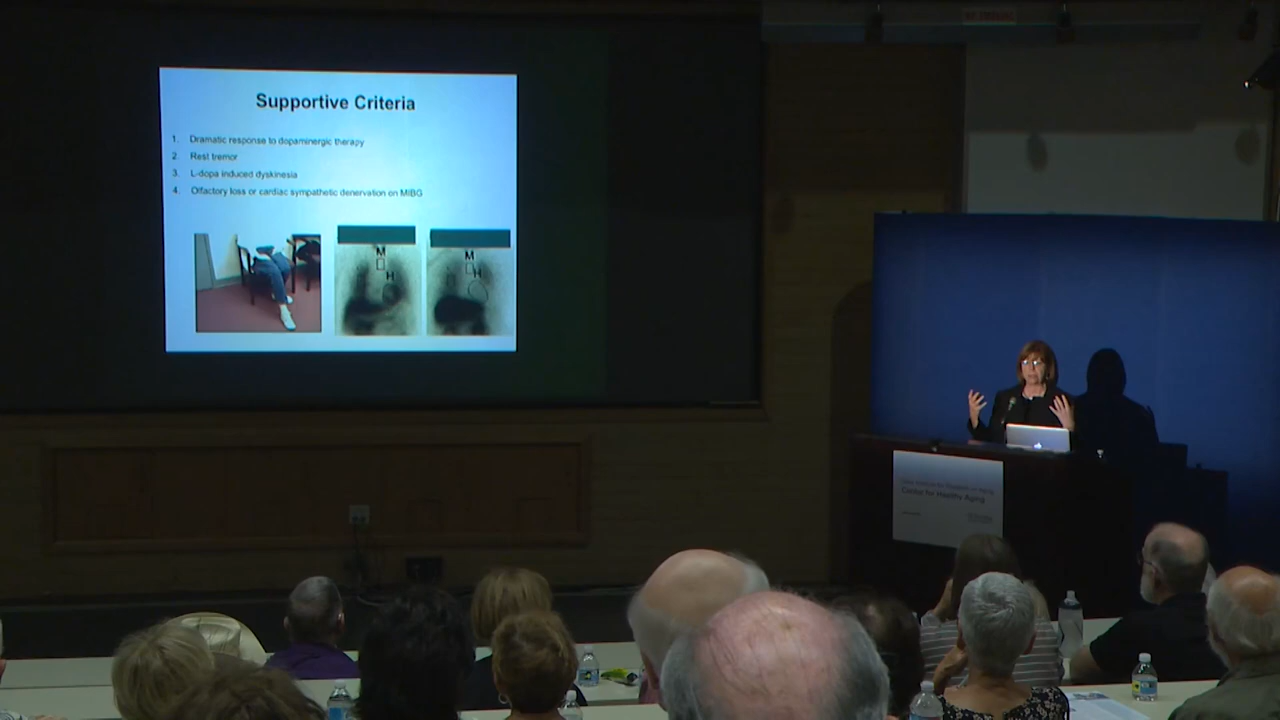 Supportive Criteria
1. Dramatic response to dopaminergic therapy
2. Rest tremor
3. L-dopa induced dyskinesia
4. Olfactory loss or cardiac sympathetic denervation on MIBG
M
H
M
H
Center for Healthy Aging